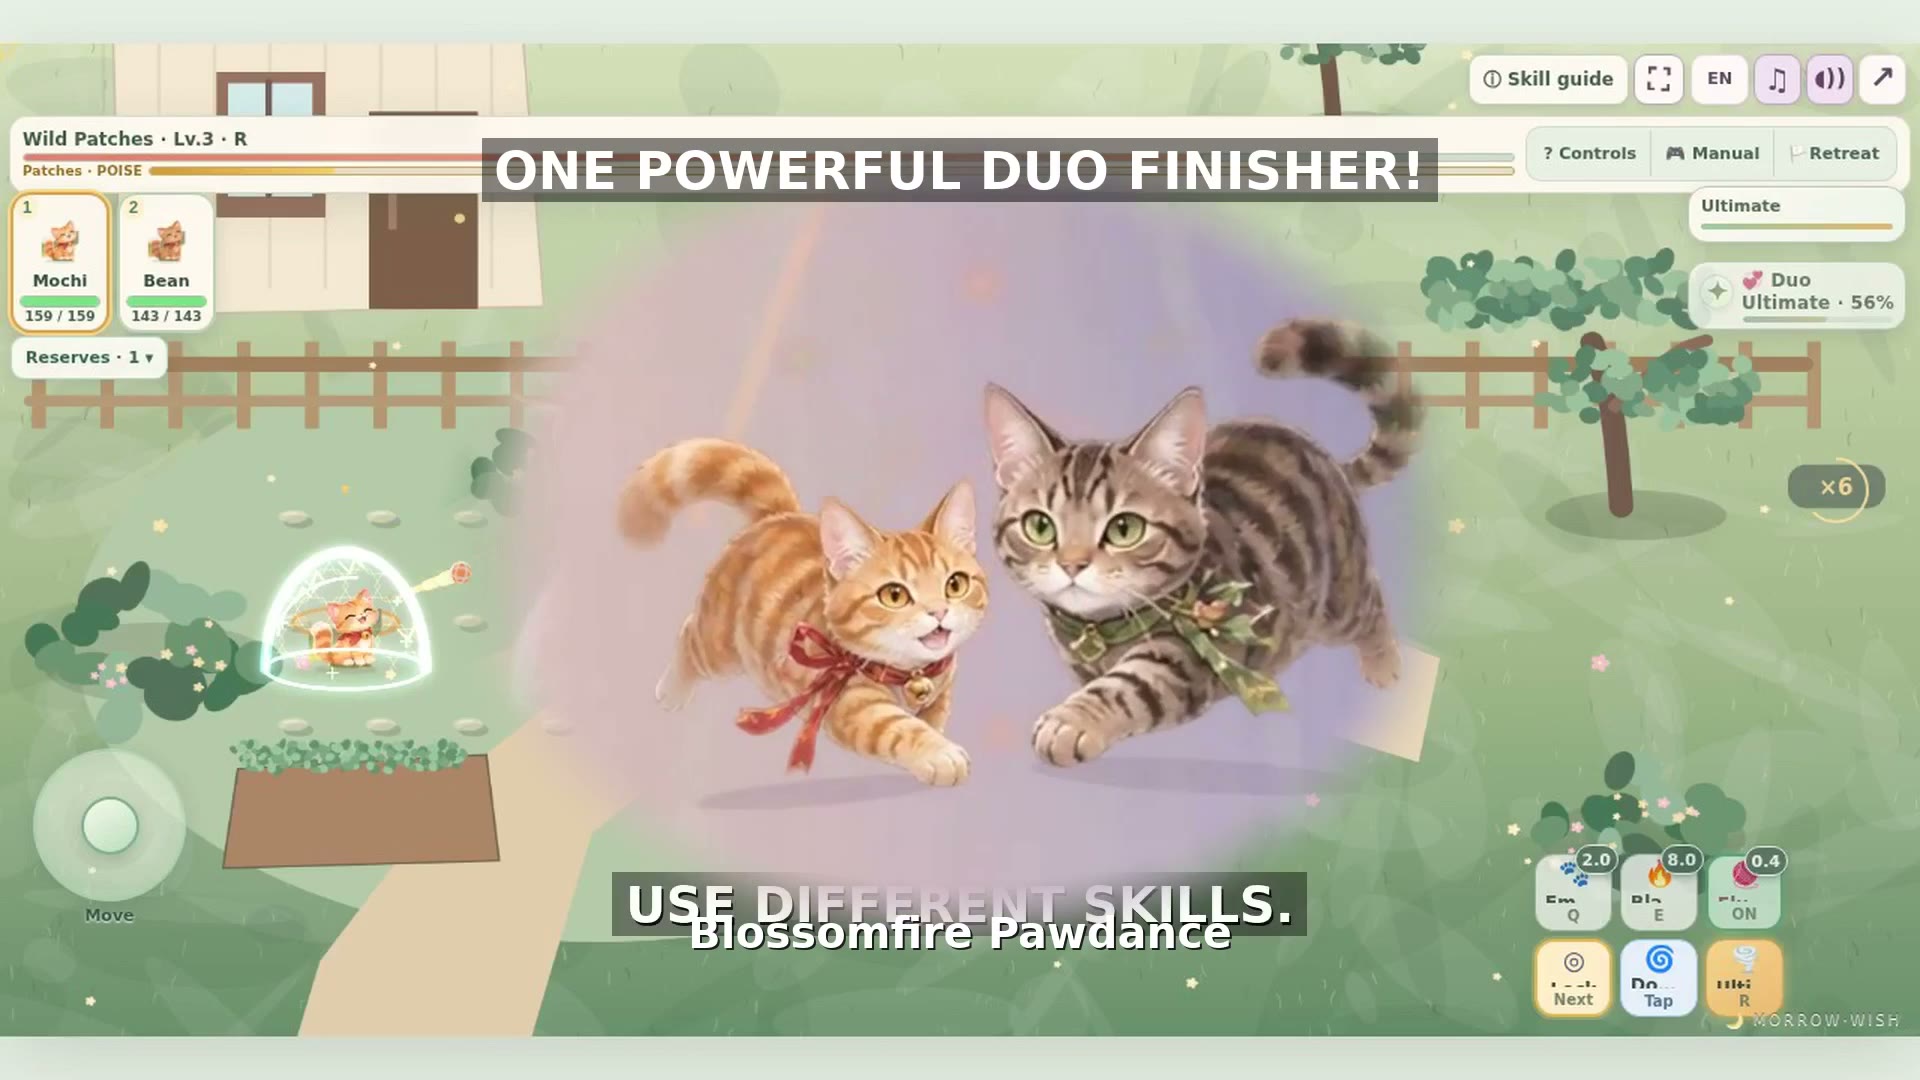 Skill guide
EN
Wild Patches · Lv.3 · R
Patches · POISE
ONE POWERFUL DUO FINISHER!
? Controls
Manual
Retreat
1
Mochi
159 / 159
2
Bean
143 / 143
Reserves · 1 ▾
Ultimate
Duo
Ultimate · 56%
×6
Move
USE DIFFERENT SKILLS.
Blossomfire Pawdance
2.0
Q
8.0
E
0.4
ON
Next
Do...
Tap
Ulti
R
MORROW·WISH